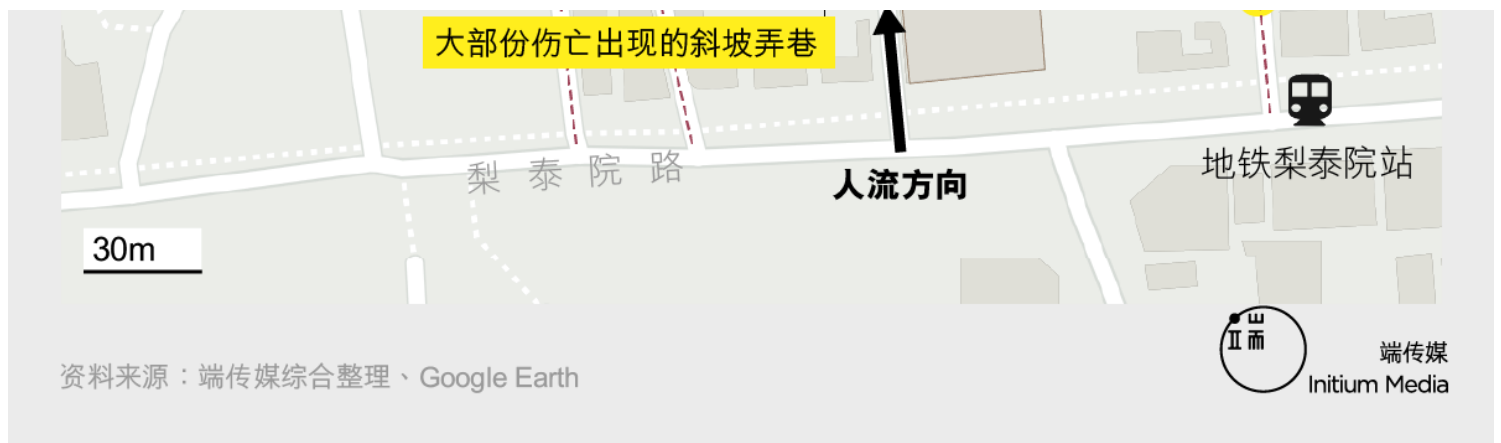 大部份伤亡出现的斜坡弄巷
梨泰院路
人流方向
地铁梨泰院站
30m
资料来源：端传媒综合整理、Google Earth
端
端传媒
Initium Media